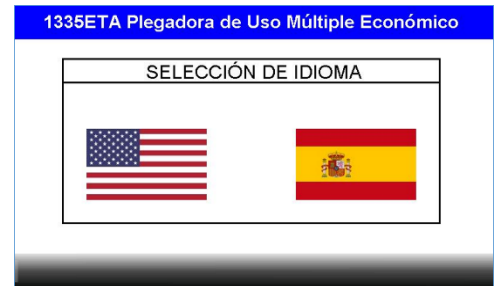 1335ETA Plegadora de Uso Múltiple Económico
SELECCIÓN DE IDIOMA